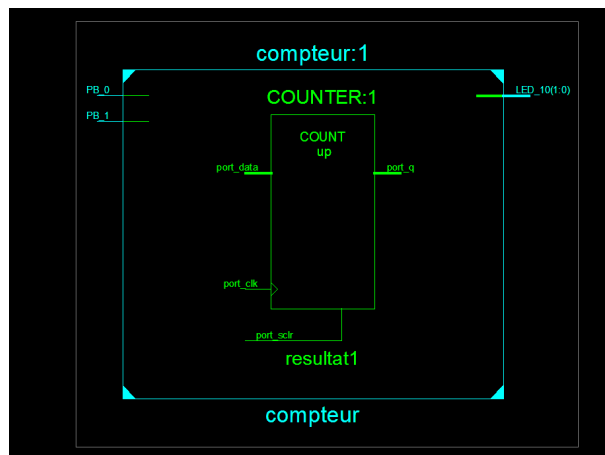 compteur:1
PB_0
LED_10(1:0)
COUNTER:1
PB_1
COUNT
up
port_data
port_q
port_clk
port_sclr
resultat1
compteur